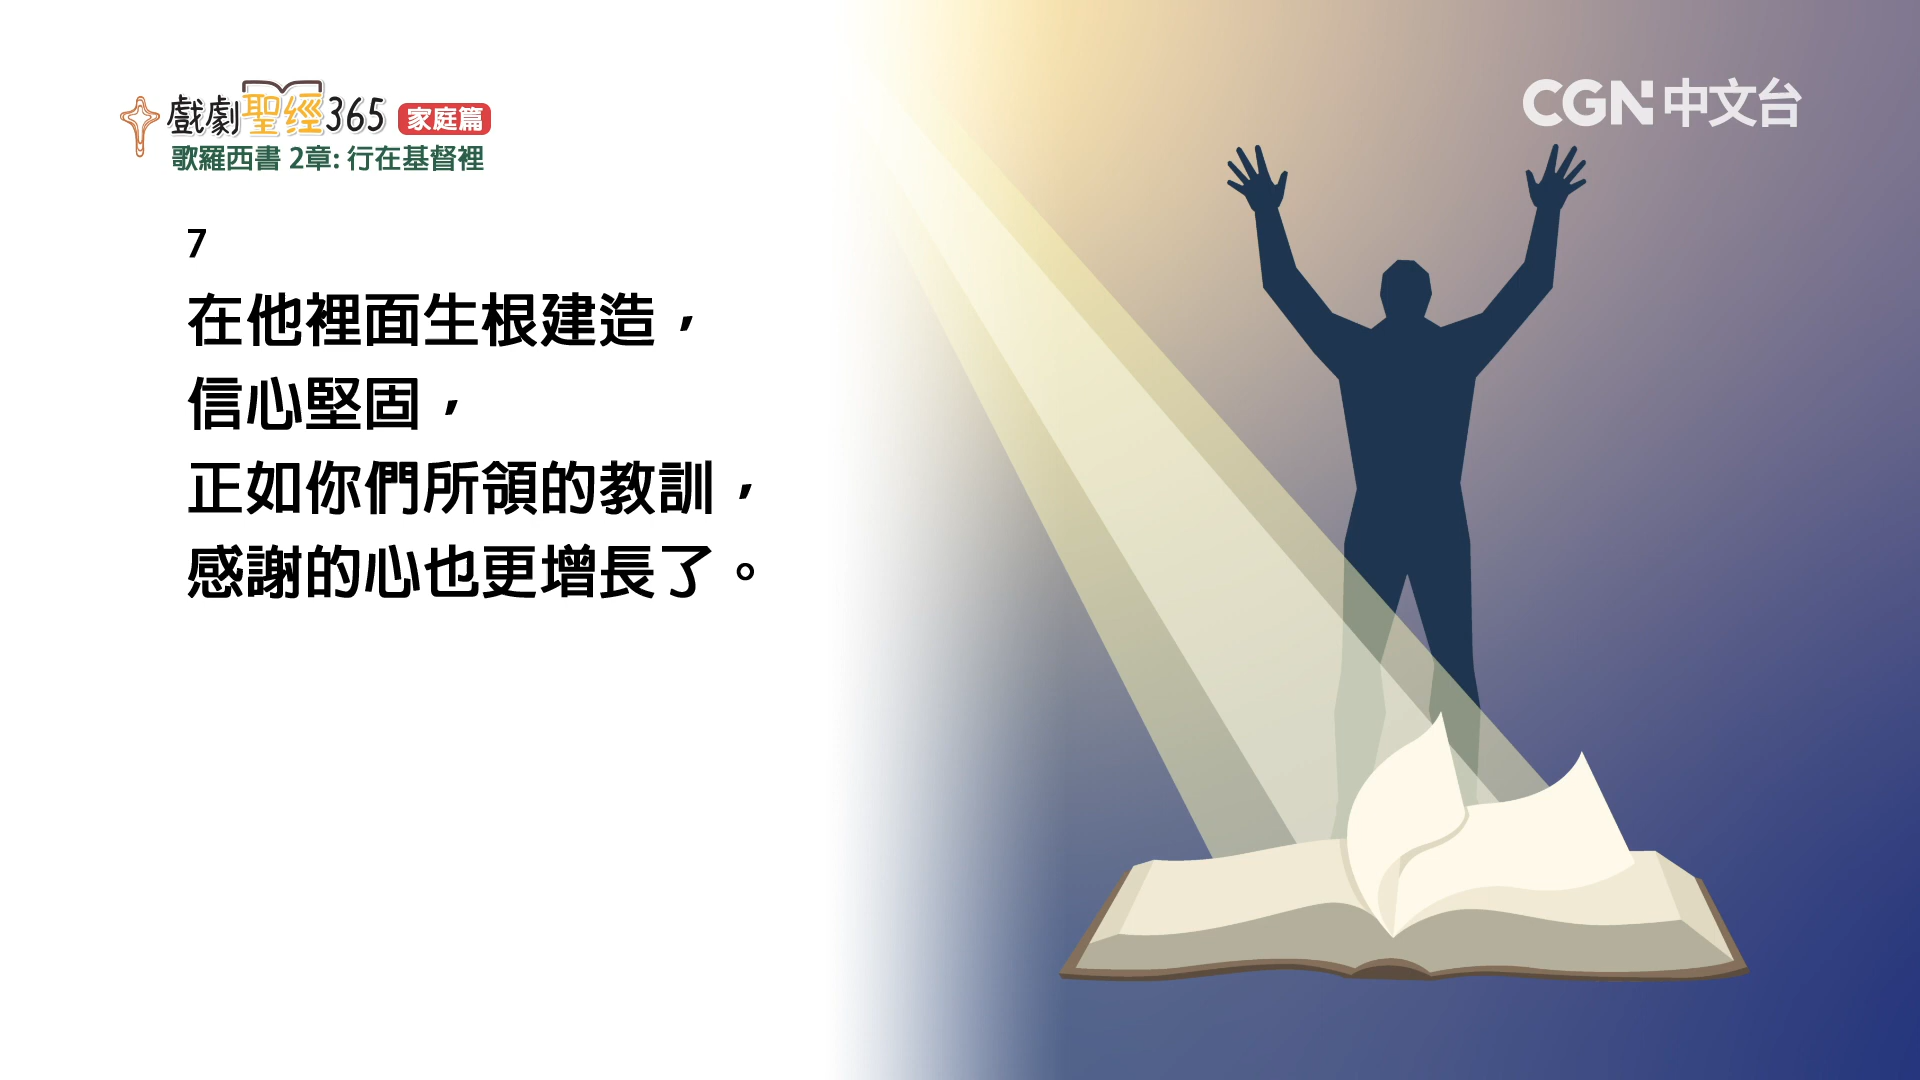 戲劇聖經365 家庭篇
歌羅西書 2章: 行在基督裡
CGN 中文台
7
在他裡面生根建造，
信心堅固，
正如你們所領的教訓，
感謝的心也更增長了。